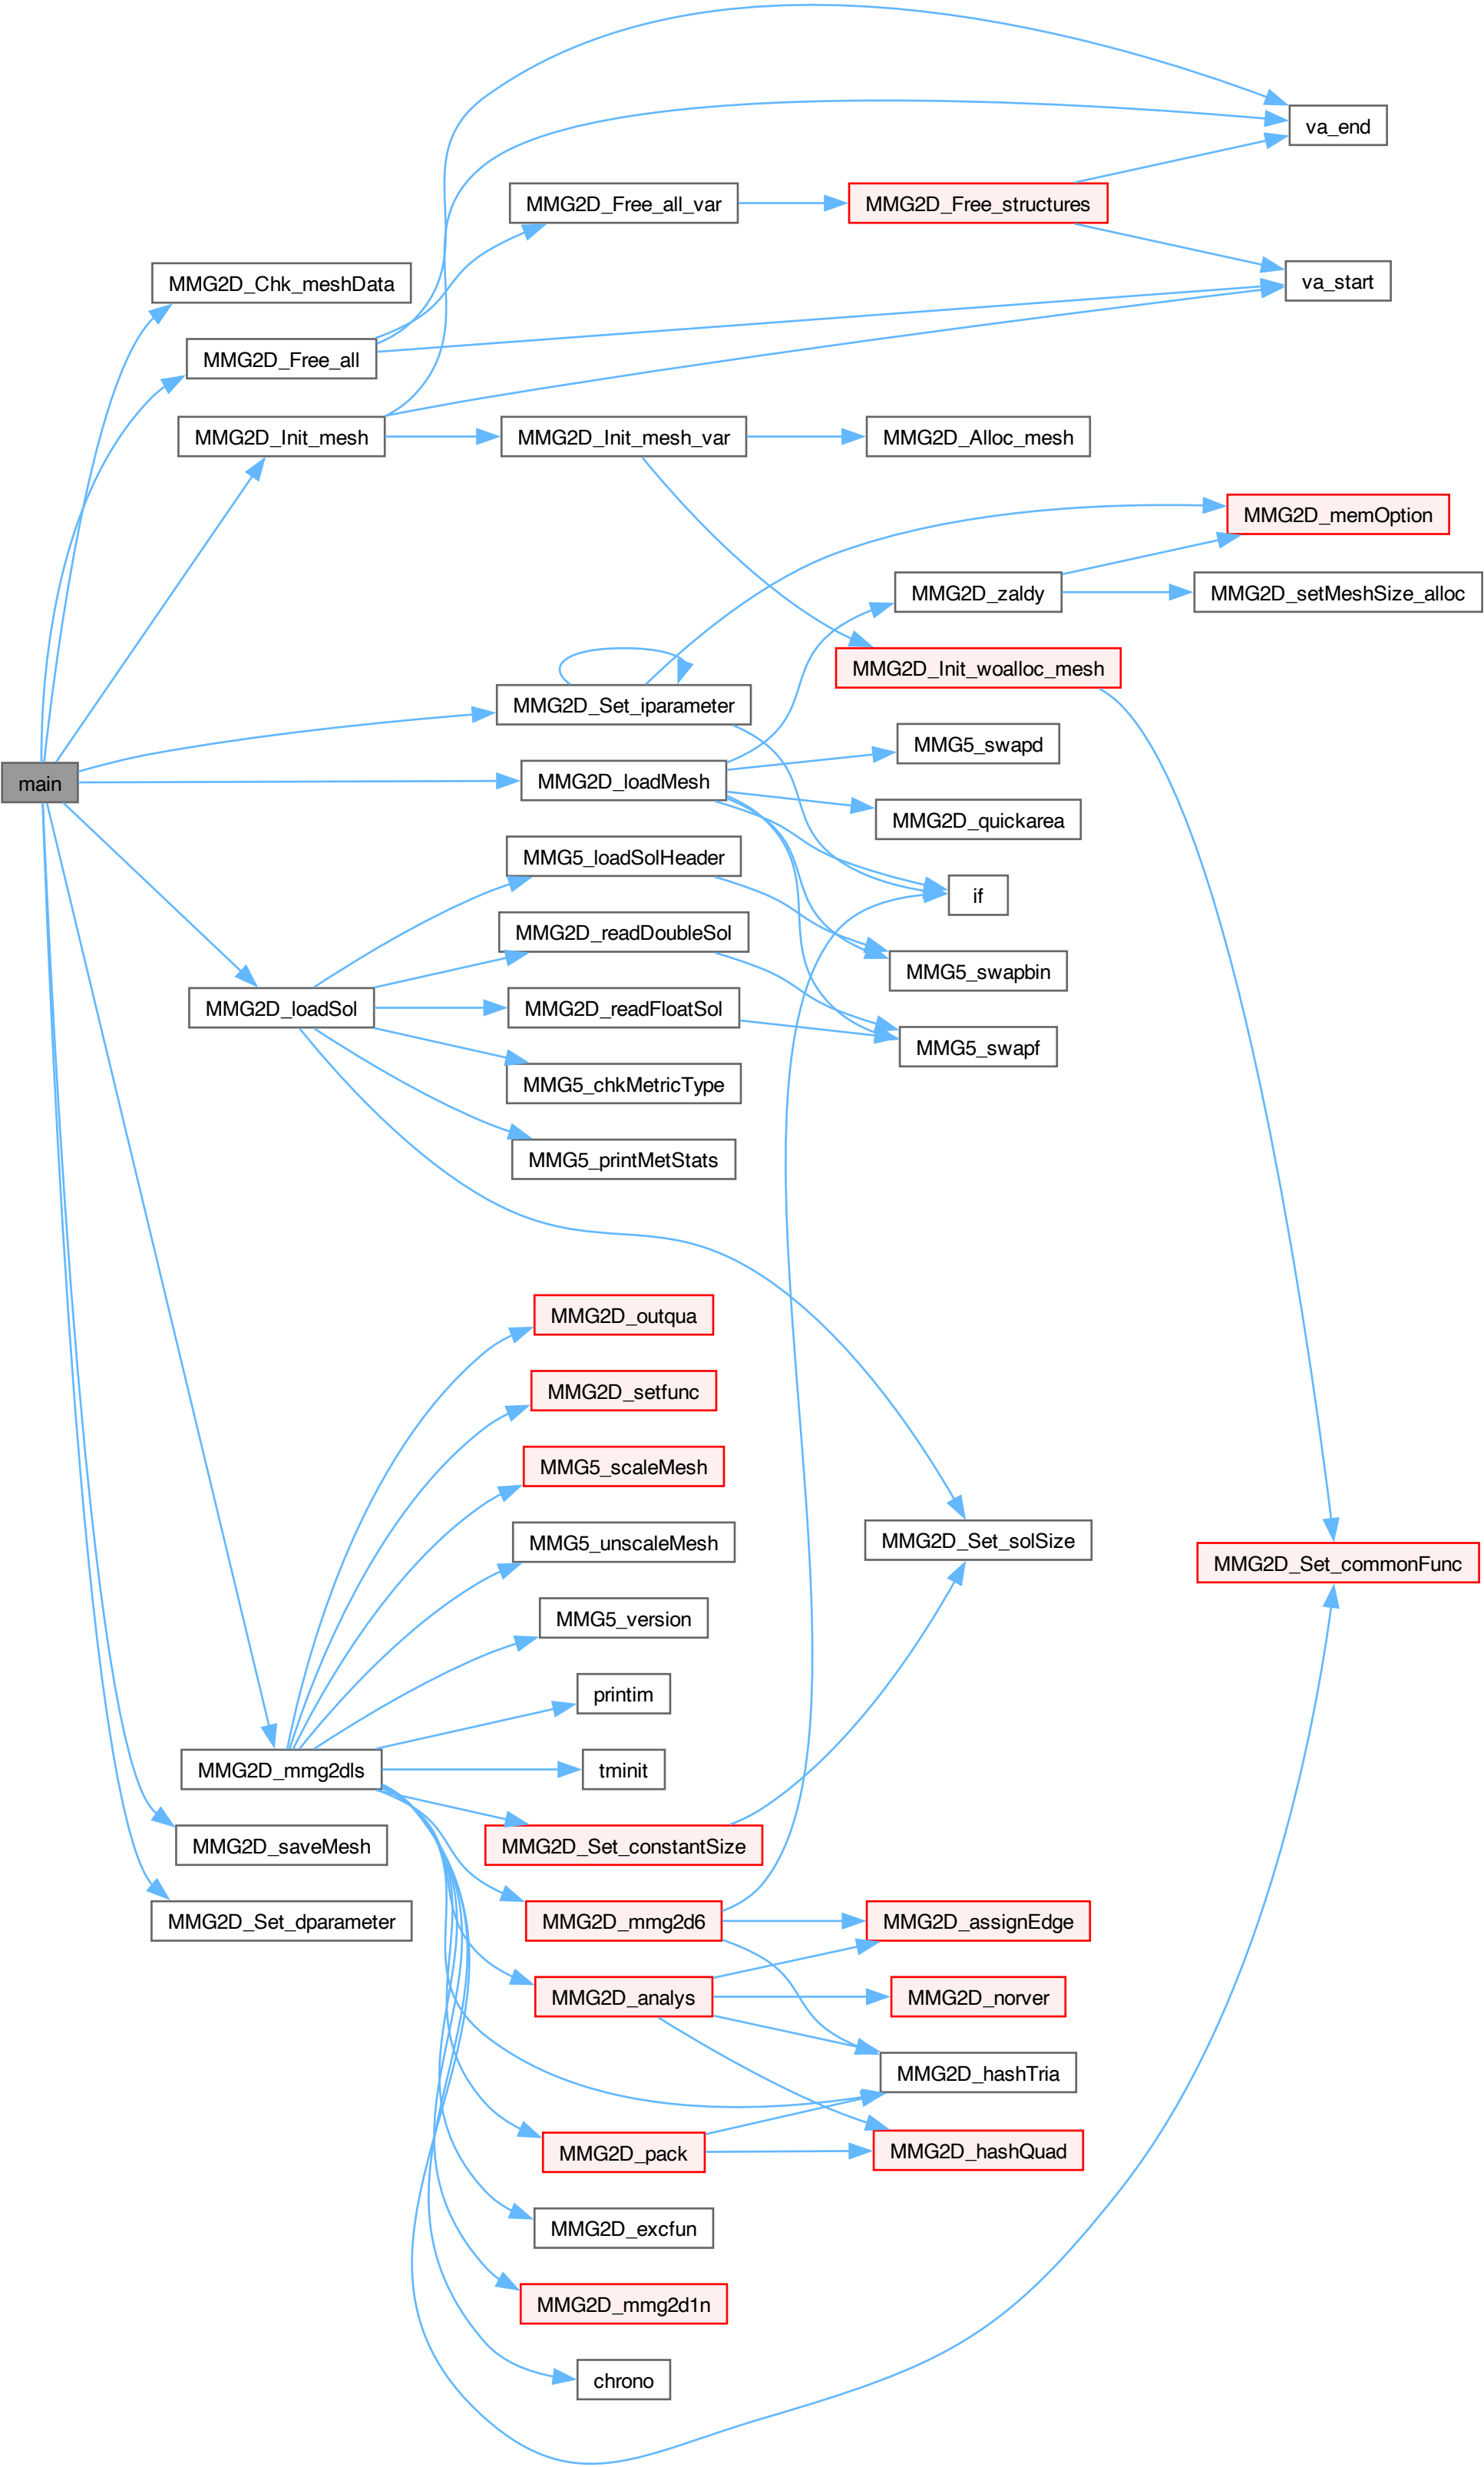 va_end
MMG2D_Free_all_var
MMG2D_Free_structures
MMG2D_Chk_meshData
va_start
MMG2D_Free_all
MMG2D_Init_mesh
MMG2D_Init_mesh_var
MMG2D_Alloc_mesh
MMG2D_memOption
MMG2D_zaldy
MMG2D_setMeshSize_alloc
MMG2D_Init_woalloc_mesh
MMG2D_Set_iparameter
MMG5_swapd
main
MMG2D_loadMesh
MMG2D_quickarea
MMG5_loadSolHeader
if
MMG2D_readDoubleSol
MMG5_swapbin
MMG2D_loadSol
MMG2D_readFloatSol
MMG5_swapf
MMG5_chkMetricType
MMG5_printMetStats
MMG2D_outqua
MMG2D_setfunc
MMG5_scaleMesh
MMG5_unscaleMesh
MMG2D_Set_solSize
MMG2D_Set_commonFunc
MMG5_version
printim
MMG2D_mmg2dls
tminit
MMG2D_saveMesh
MMG2D_Set_constantSize
MMG2D_Set_dparameter
MMG2D_mmg2d6
MMG2D_assignEdge
MMG2D_analys
MMG2D_norver
MMG2D_hashTria
MMG2D_pack
MMG2D_hashQuad
MMG2D_excfun
MMG2D_mmg2d1n
chrono